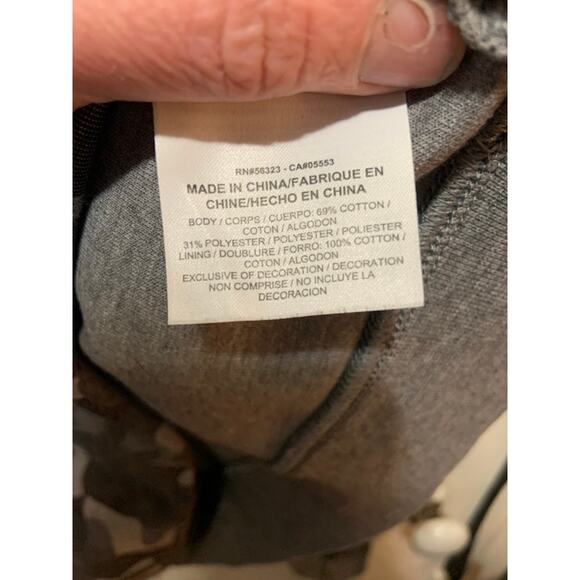 RN#56323 - CA#05553
MADE IN CHINA/FABRIQUE EN
CHINE/HECHO EN CHINA
BODY / CORPS / CUERPO: 69% COTTON /
COTON / ALGODON
31% POLYESTER / POLYESTER / POLIESTER
LINING / DOUBLURE / FORRO: 100% COTTON /
COTON / ALGODON
EXCLUSIVE OF DECORATION / DECORATION
NON COMPRISE / NO INCLUYE LA
DECORACION